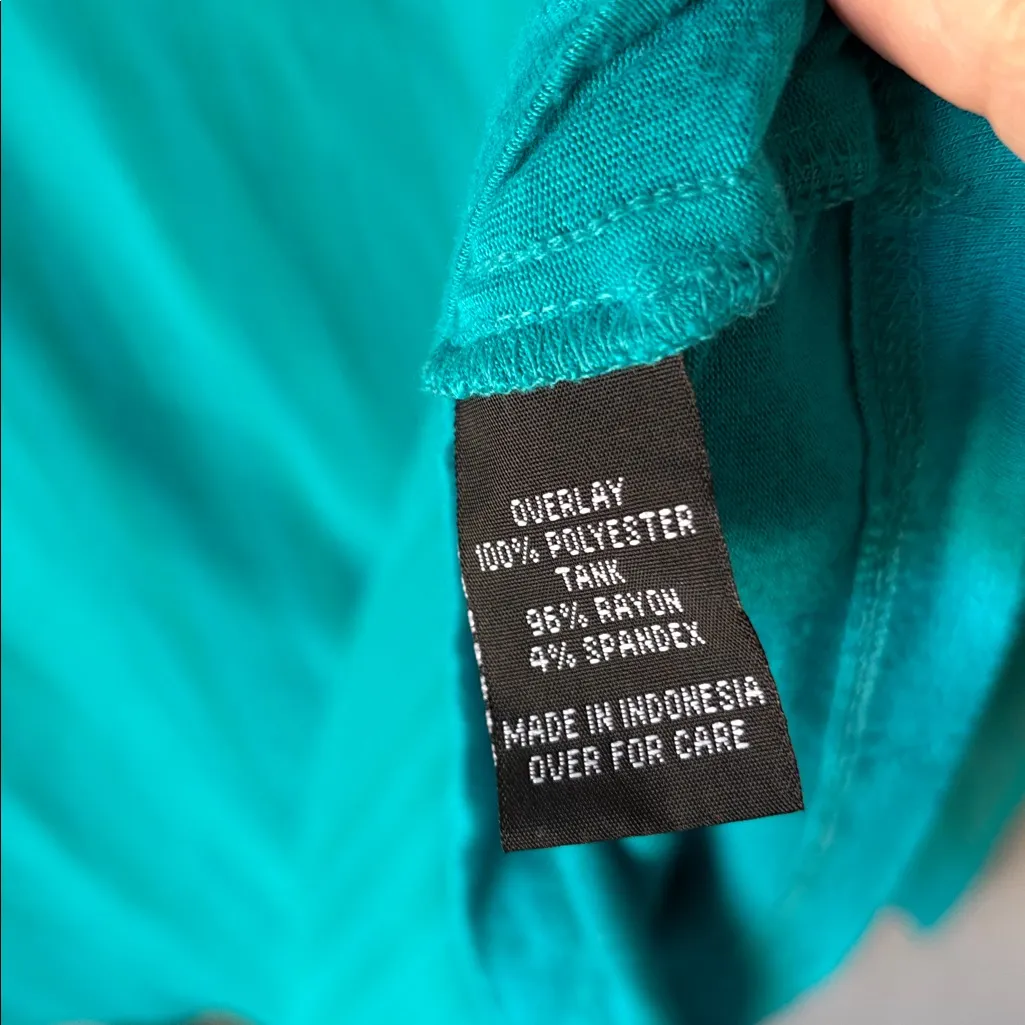 OVERLAY
100% POLYESTER
TANK
96% RAYON
4% SPANDEX
MADE IN INDONESIA
OVER FOR CARE